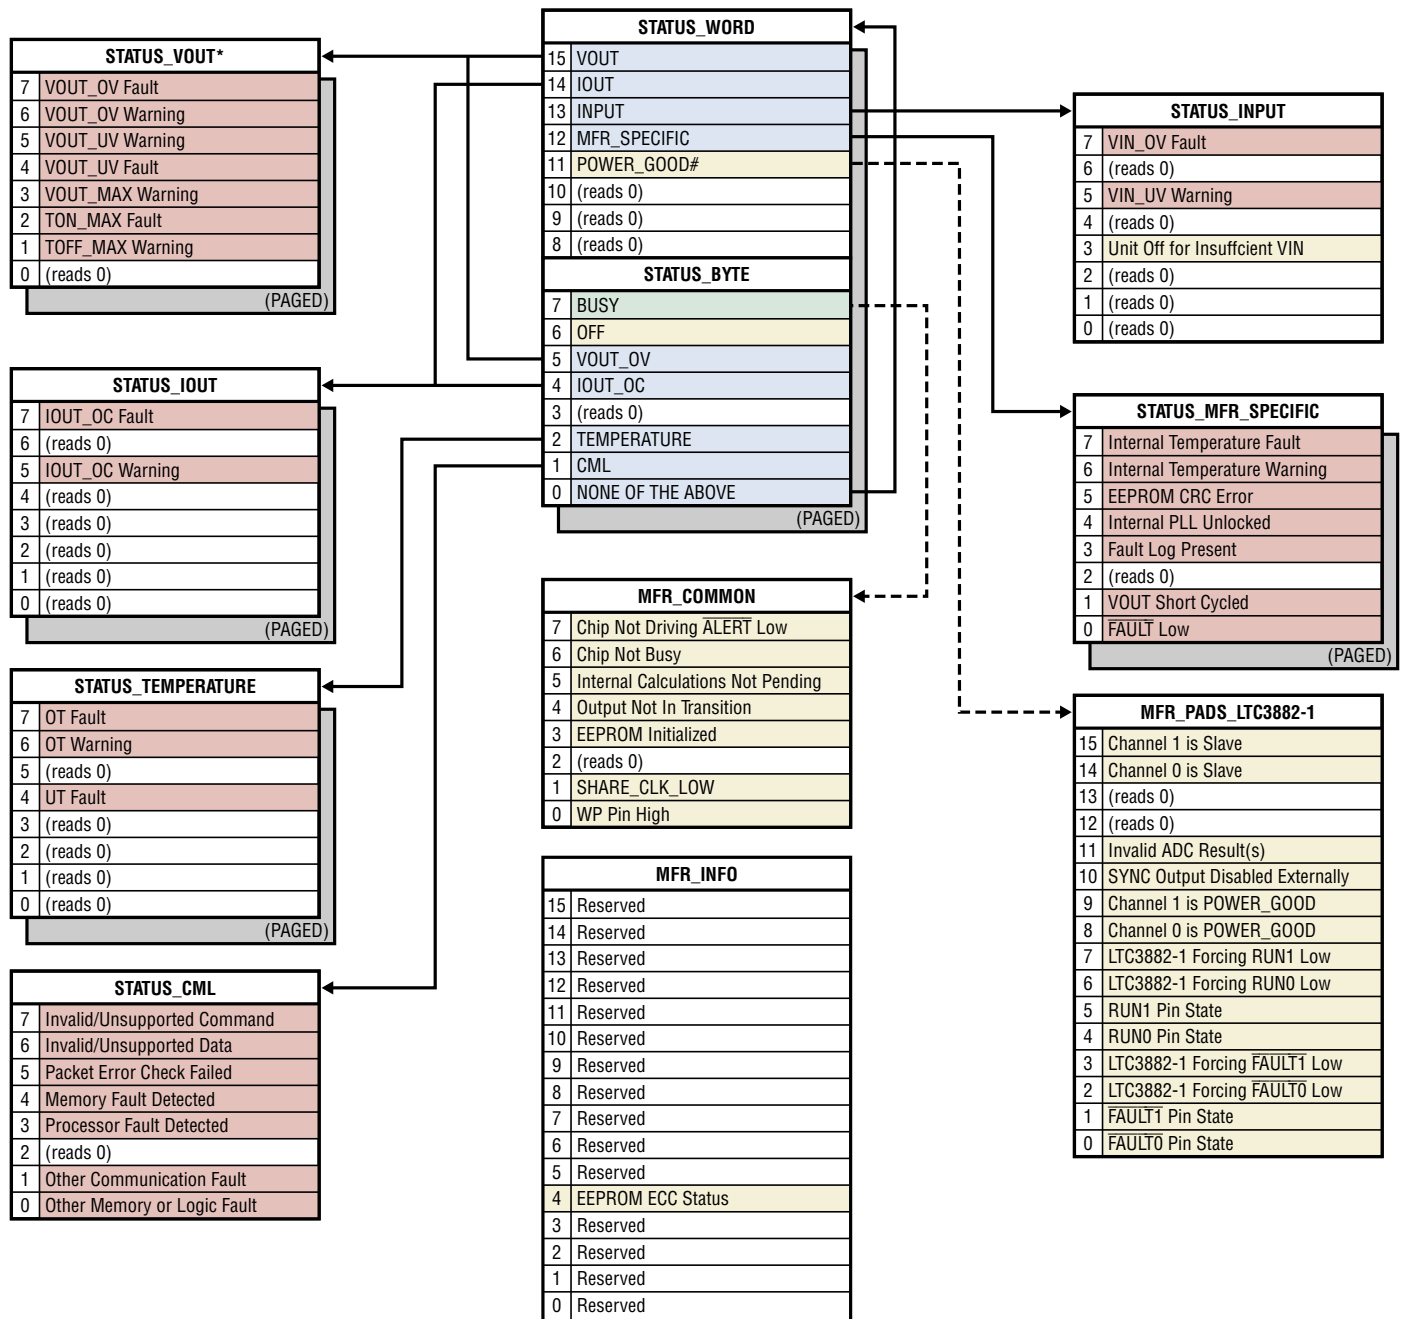 STATUS_VOUT*
7 VOUT_OV Fault
6 VOUT_OV Warning
5 VOUT_UV Warning
4 VOUT_UV Fault
3 VOUT_MAX Warning
2 TON_MAX Fault
1 TOFF_MAX Warning
0 (reads 0)
(PAGED)
STATUS_IOUT
7 IOUT_OC Fault
6 (reads 0)
5 IOUT_OC Warning
4 (reads 0)
3 (reads 0)
2 (reads 0)
1 (reads 0)
0 (reads 0)
(PAGED)
STATUS_TEMPERATURE
7 OT Fault
6 OT Warning
5 (reads 0)
4 UT Fault
3 (reads 0)
2 (reads 0)
1 (reads 0)
0 (reads 0)
(PAGED)
STATUS_CML
7 Invalid/Unsupported Command
6 Invalid/Unsupported Data
5 Packet Error Check Failed
4 Memory Fault Detected
3 Processor Fault Detected
2 (reads 0)
1 Other Communication Fault
0 Other Memory or Logic Fault
STATUS_WORD
15 VOUT
14 IOUT
13 INPUT
12 MFR_SPECIFIC
11 POWER_GOOD#
10 (reads 0)
9 (reads 0)
8 (reads 0)
STATUS_BYTE
7 BUSY
6 OFF
5 VOUT_OV
4 IOUT_OC
3 (reads 0)
2 TEMPERATURE
1 CML
0 NONE OF THE ABOVE
(PAGED)
MFR_COMMON
7 Chip Not Driving ALERT Low
6 Chip Not Busy
5 Internal Calculations Not Pending
4 Output Not In Transition
3 EEPROM Initialized
2 (reads 0)
1 SHARE_CLK_LOW
0 WP Pin High
MFR_INFO
15 Reserved
14 Reserved
13 Reserved
12 Reserved
11 Reserved
10 Reserved
9 Reserved
8 Reserved
7 Reserved
6 Reserved
5 Reserved
4 EEPROM ECC Status
3 Reserved
2 Reserved
1 Reserved
0 Reserved
STATUS_INPUT
7 VIN_OV Fault
6 (reads 0)
5 VIN_UV Warning
4 (reads 0)
3 Unit Off for Insuffcient VIN
2 (reads 0)
1 (reads 0)
0 (reads 0)
STATUS_MFR_SPECIFIC
7 Internal Temperature Fault
6 Internal Temperature Warning
5 EEPROM CRC Error
4 Internal PLL Unlocked
3 Fault Log Present
2 (reads 0)
1 VOUT Short Cycled
0 FAULT Low
(PAGED)
MFR_PADS_LTC3882-1
15 Channel 1 is Slave
14 Channel 0 is Slave
13 (reads 0)
12 (reads 0)
11 Invalid ADC Result(s)
10 SYNC Output Disabled Externally
9 Channel 1 is POWER_GOOD
8 Channel 0 is POWER_GOOD
7 LTC3882-1 Forcing RUN1 Low
6 LTC3882-1 Forcing RUN0 Low
5 RUN1 Pin State
4 RUN0 Pin State
3 LTC3882-1 Forcing FAULT1 Low
2 LTC3882-1 Forcing FAULT0 Low
1 FAULT1 Pin State
0 FAULT0 Pin State